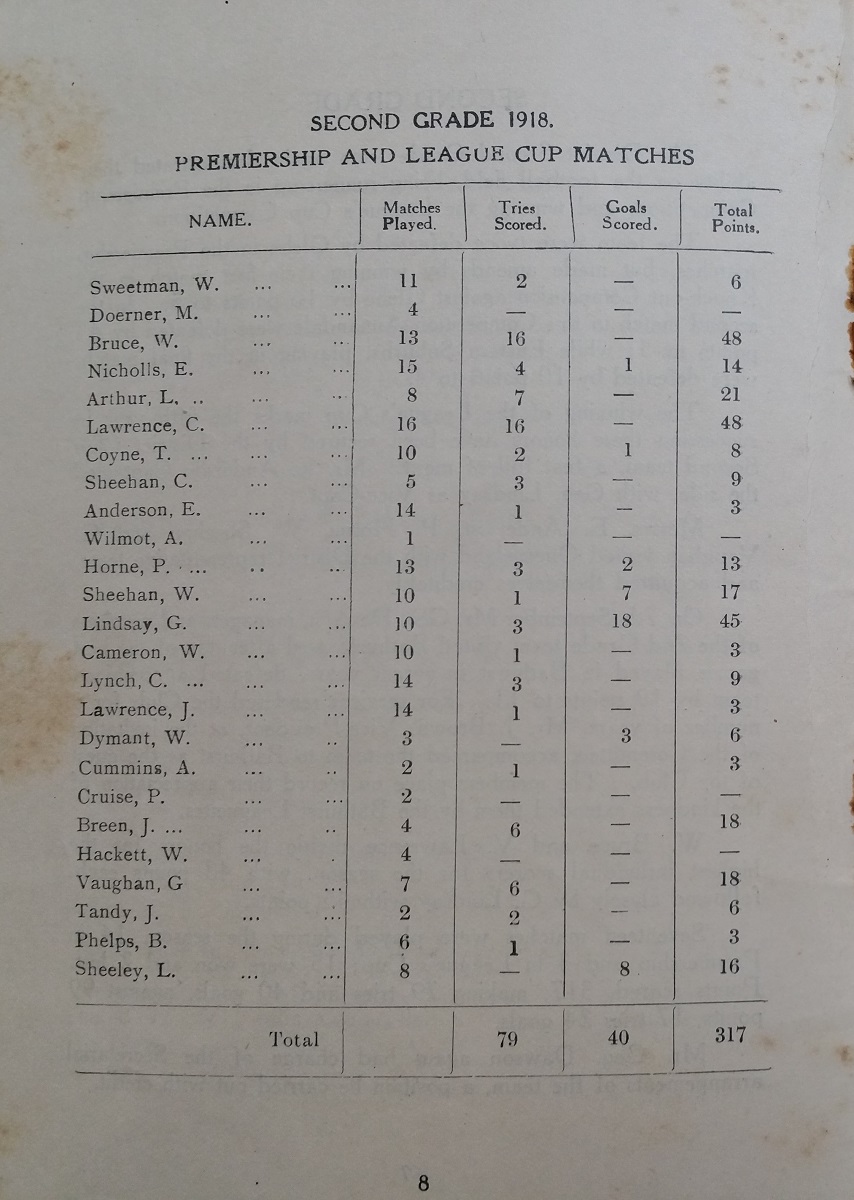 SECOND GRADE 1918.
PREMIERSHIP AND LEAGUE CUP MATCHES
NAME. Matches Played. Tries Scored. Goals Scored. Total Points.
Sweetman, W. ... ... 11 2 — 6
Doerner, M. ... ... 4 — — —
Bruce, W. ... ... 13 16 — 48
Nicholls, E. ... ... 15 4 1 14
Arthur, L. .. ... ... 8 7 — 21
Lawrence, C. ... ... 16 16 — 48
Coyne, T. ... ... ... 10 2 1 8
Sheehan, C. ... ... 5 3 — 9
Anderson, E. ... ... 14 1 — 3
Wilmot, A. ... ... 1 — — —
Horne, P. ... .. ... 13 3 2 13
Sheehan, W. ... ... 10 1 7 17
Lindsay, G. ... ... 10 3 18 45
Cameron, W. ... ... 10 1 — 3
Lynch, C. ... ... ... 14 3 — 9
Lawrence, J. ... ... 14 1 — 3
Dymant, W. ... .. 3 — 3 6
Cummins, A. ... .. 2 1 — 3
Cruise, P. ... ... 2 — — —
Breen, J. ... ... .. 4 6 — 18
Hackett, W. ... . 4 — — —
Vaughan, G ... ... 7 6 — 18
Tandy, J. ... ... 2 2 — 6
Phelps, B. ... ... 6 1 — 3
Sheeley, L. ... ... 8 — 8 16
Total 79 40 317
8